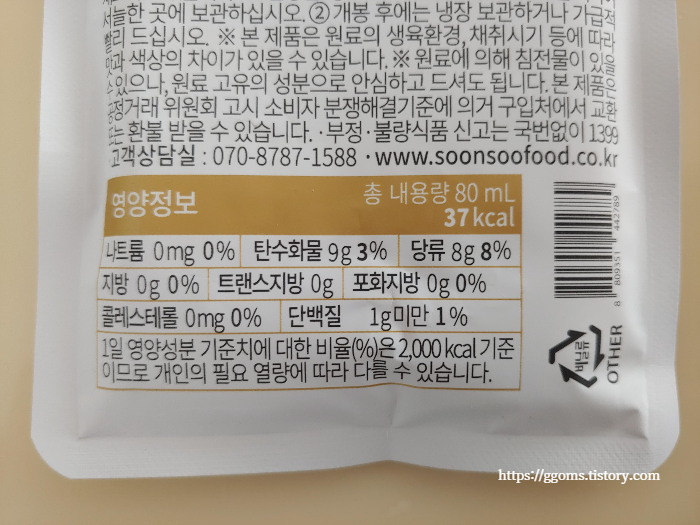 서늘한 곳에 보관하십시오. ② 개봉 후에는 냉장 보관하거나 가급적
빨리 드십시오. ※ 본 제품은 원료의 생육환경, 채취시기 등에 따라
맛과 색상의 차이가 있을 수 있습니다. ※ 원료에 의해 침전물이 있을
수 있으나, 원료 고유의 성분으로 안심하고 드셔도 됩니다. 본 제품은
공정거래 위원회 고시 소비자 분쟁해결기준에 의거 구입처에서 교환
또는 환불 받을 수 있습니다. ·부정·불량식품 신고는 국번없이 1399
고객상담실 : 070-8787-1588 · www.soonsoofood.co.kr
영양정보
총 내용량 80 mL
37 kcal
나트륨 0mg 0% 탄수화물 9g 3% 당류 8g 8%
지방 0g 0% 트랜스지방 0g 포화지방 0g 0%
콜레스테롤 0mg 0% 단백질 1g미만 1%
1일 영양성분 기준치에 대한 비율(%)은 2,000 kcal 기준
이므로 개인의 필요 열량에 따라 다를 수 있습니다.
8 809351 442789
비닐류
OTHER
https://ggoms.tistory.com